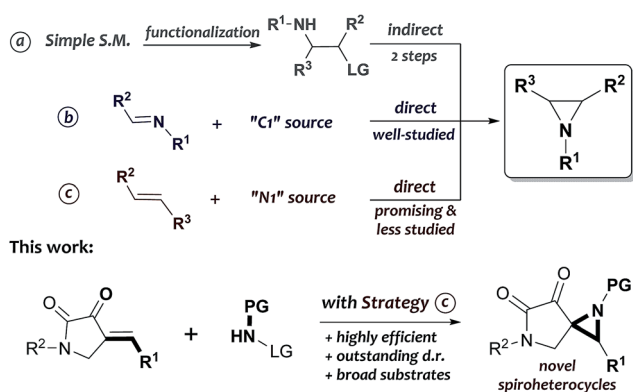 a Simple S.M. functionalization R¹-NH R² R³ LG indirect 2 steps
R³ R² N R¹
b R² N R¹ + "C1" source direct well-studied
c R² R³ + "N1" source direct promising & less studied
This work:
O O R²-N R¹ + PG HN LG with Strategy c O O R²-N N PG R¹
+ highly efficient
+ outstanding d.r.
+ broad substrates
novel
spiroheterocycles